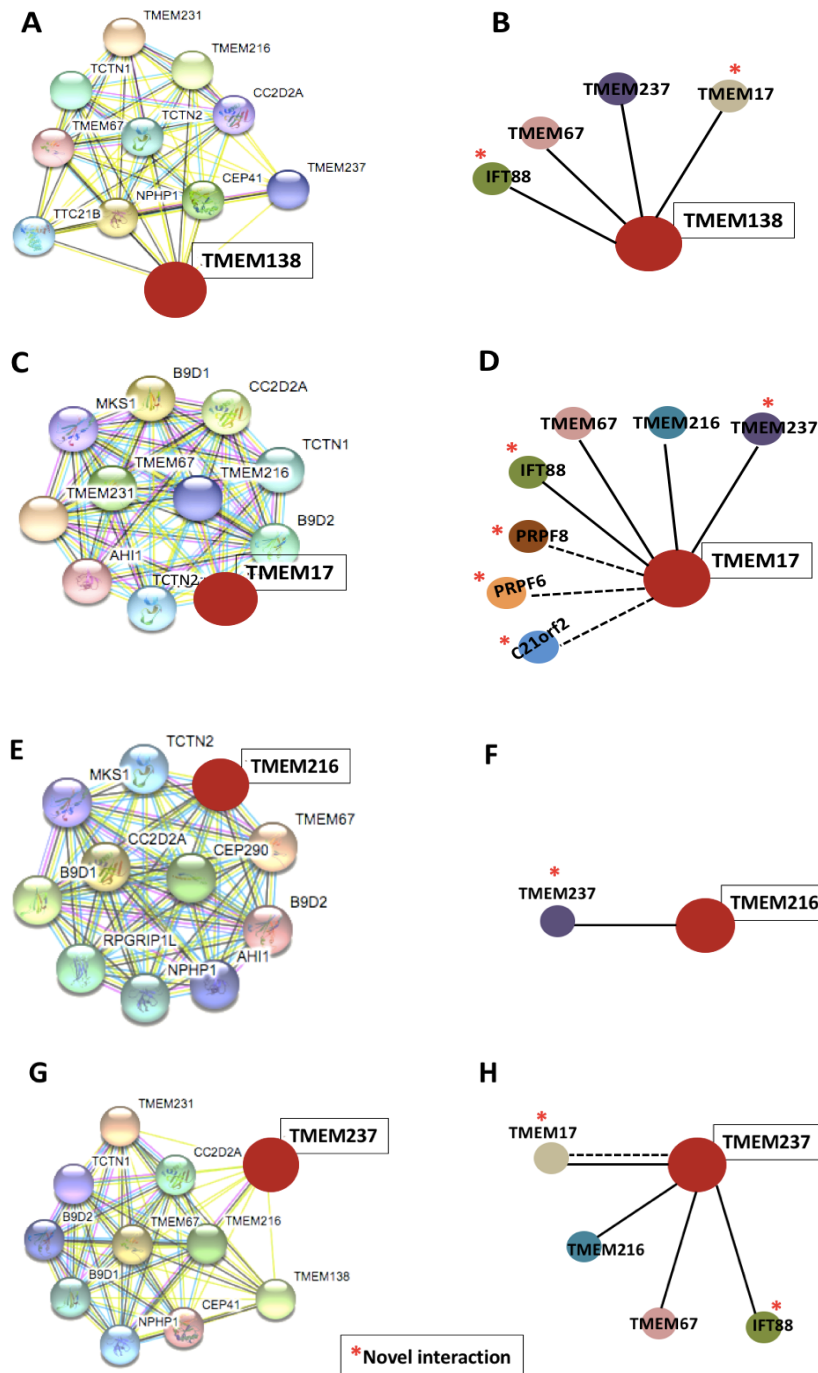 A
TMEM231
TMEM216
TCTN1
CC2D2A
TCTN2
TMEM67
TMEM237
CEP41
NPHP1
TTC21B
TMEM138
B
TMEM237
*
TMEM17
TMEM67
*
IFT88
TMEM138
C
B9D1
CC2D2A
MKS1
TCTN1
TMEM67
TMEM216
TMEM231
B9D2
AHI1
TCTN2
TMEM17
D
*
TMEM67
TMEM216
TMEM237
*
IFT88
*
PRPF8
TMEM17
*
PRPF6
*
C21orf2
E
TCTN2
TMEM216
MKS1
TMEM67
CC2D2A
CEP290
B9D1
B9D2
RPGRIP1L
AHI1
NPHP1
F
*
TMEM237
TMEM216
G
TMEM231
TMEM237
CC2D2A
TCTN1
B9D2
TMEM67
TMEM216
TMEM138
B9D1
CEP41
NPHP1
H
*
TMEM17
TMEM237
TMEM216
*
TMEM67
IFT88
*Novel interaction